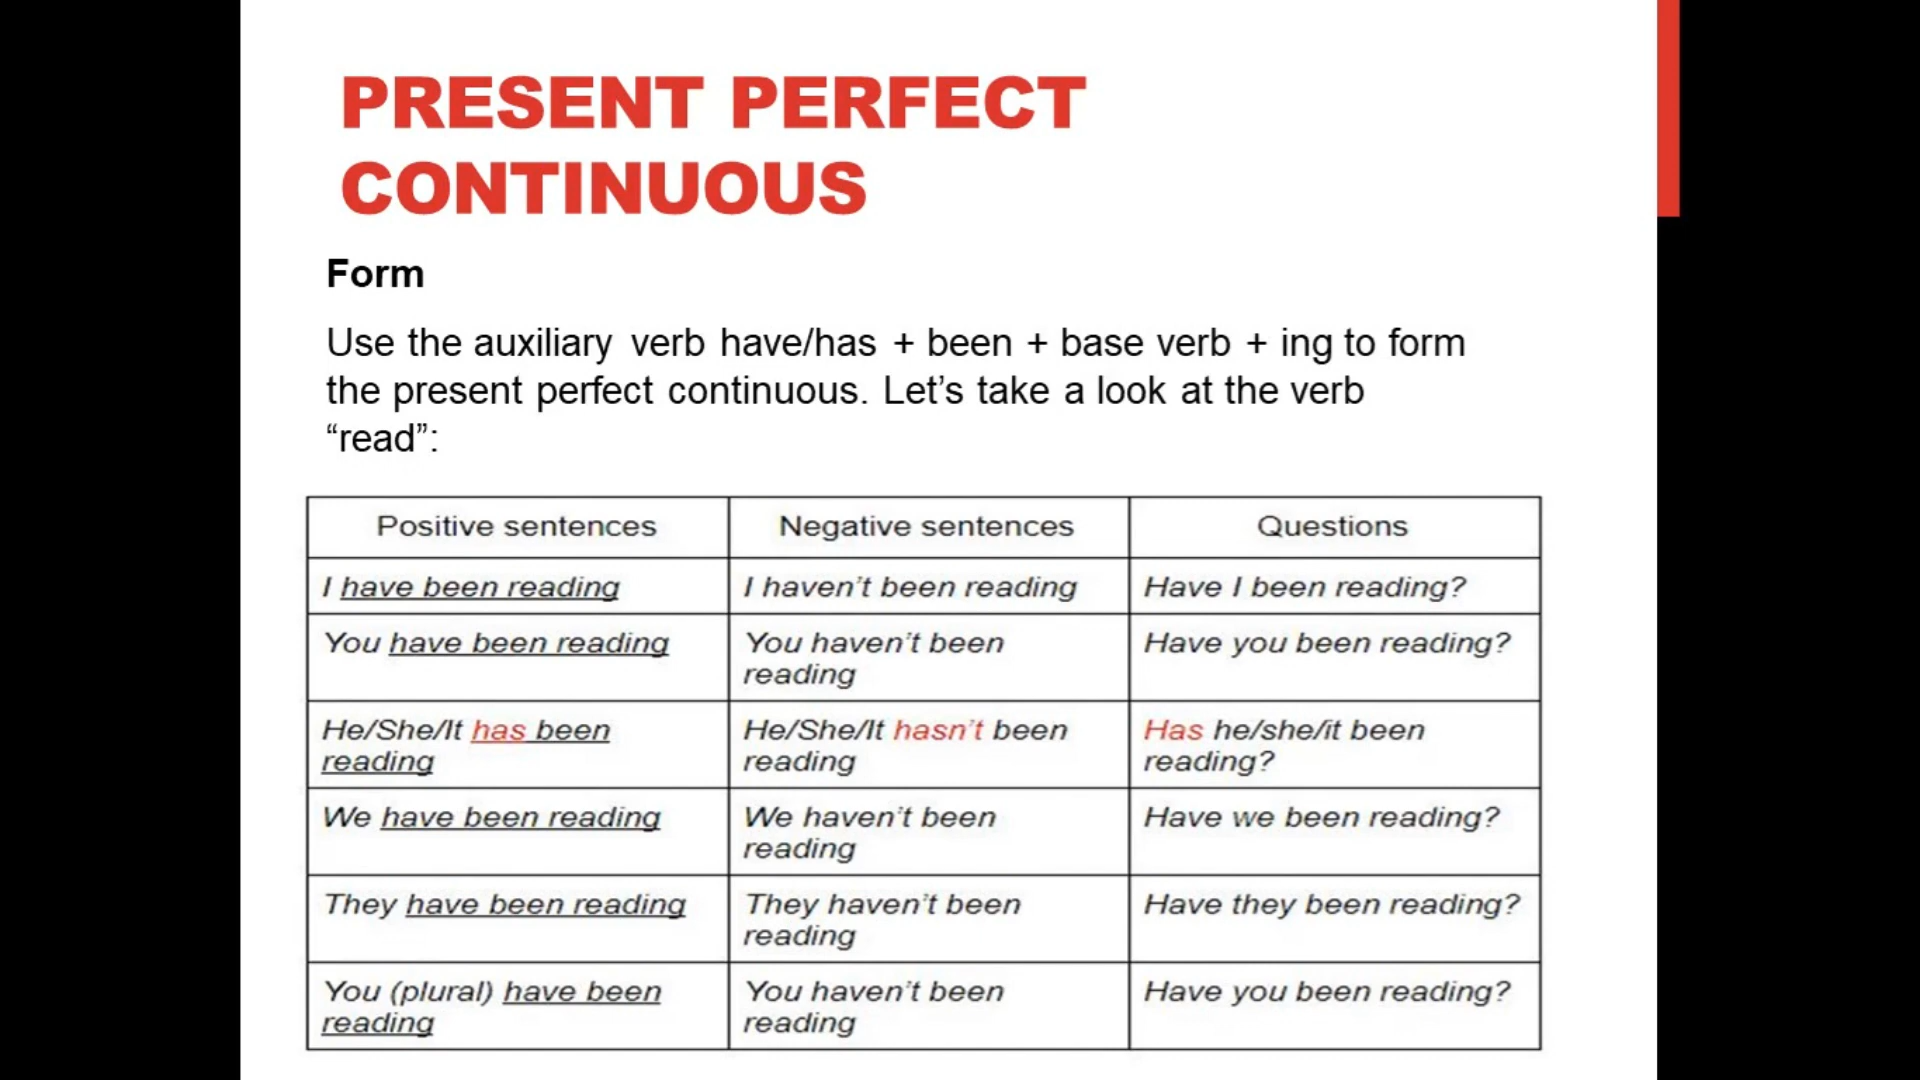 PRESENT PERFECT
CONTINUOUS
Form
Use the auxiliary verb have/has + been + base verb + ing to form
the present perfect continuous. Let’s take a look at the verb
“read”:
Positive sentences Negative sentences Questions
I have been reading I haven’t been reading Have I been reading?
You have been reading You haven’t been Have you been reading?
reading
He/She/It has been He/She/It hasn’t been Has he/she/it been
reading reading reading?
We have been reading We haven’t been Have we been reading?
reading
They have been reading They haven’t been Have they been reading?
reading
You (plural) have been You haven’t been Have you been reading?
reading reading